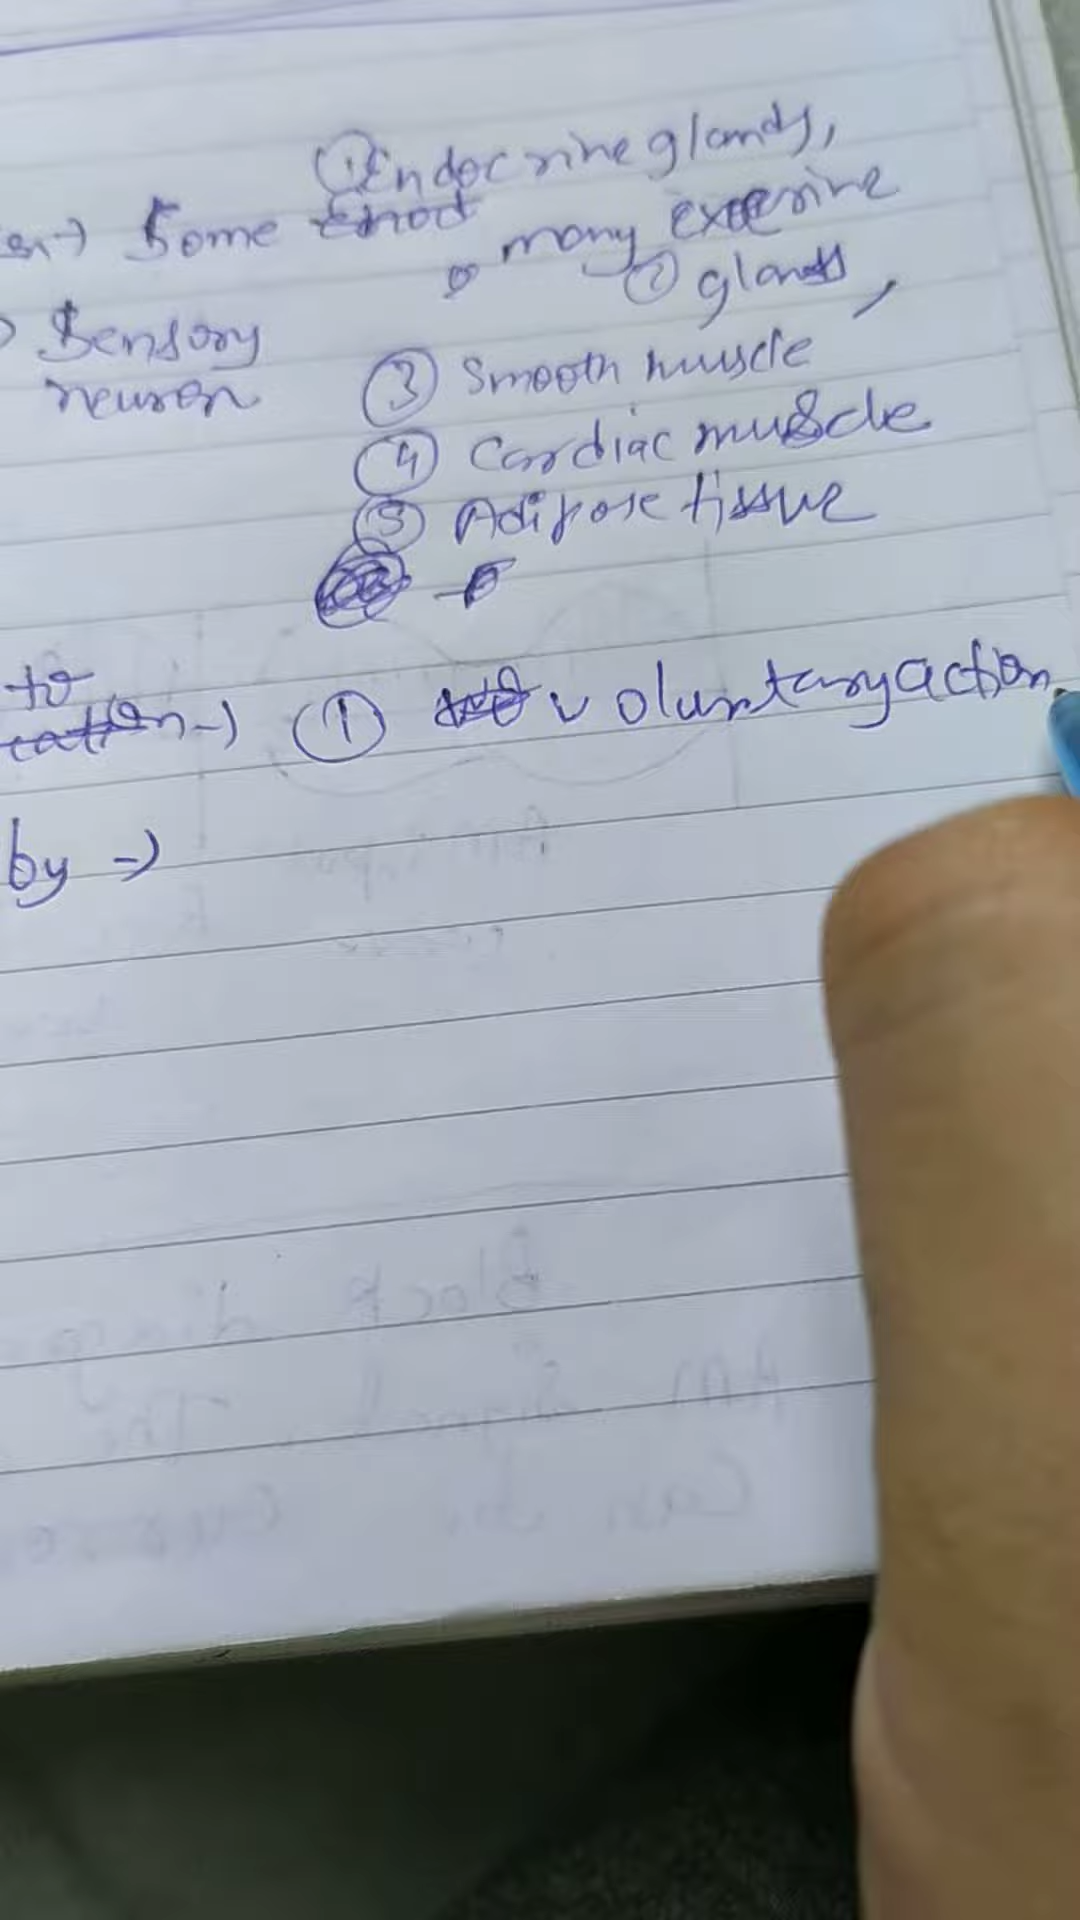 ① Endocrine glands,
on → Some
many exocrine
② glands,
Sensory
neuron
③ Smooth muscle
④ Cardiac muscle
⑤ Adipose tissue
to
① voluntary action
by →